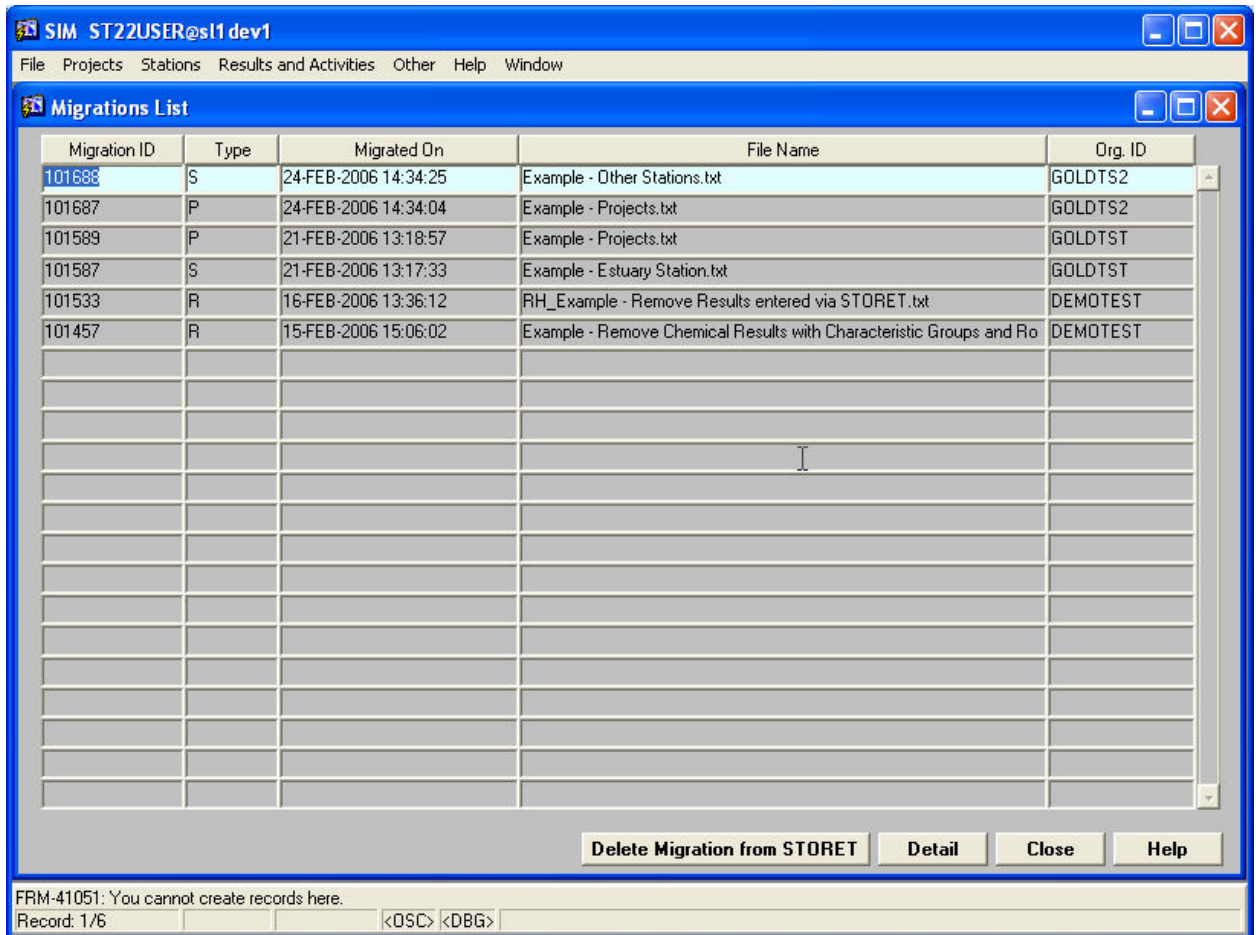 SIM ST22USER@sl1dev1
File Projects Stations Results and Activities Other Help Window
Migrations List
Migration ID Type Migrated On File Name Org. ID
101688 S 24-FEB-2006 14:34:25 Example - Other Stations.txt GOLDTS2
101687 P 24-FEB-2006 14:34:04 Example - Projects.txt GOLDTS2
101589 P 21-FEB-2006 13:18:57 Example - Projects.txt GOLDTST
101587 S 21-FEB-2006 13:17:33 Example - Estuary Station.txt GOLDTST
101533 R 16-FEB-2006 13:36:12 RH_Example - Remove Results entered via STORET.txt DEMOTEST
101457 R 15-FEB-2006 15:06:02 Example - Remove Chemical Results with Characteristic Groups and Ro DEMOTEST
Delete Migration from STORET Detail Close Help
FRM-41051: You cannot create records here.
Record: 1/6 <OSC> <DBG>